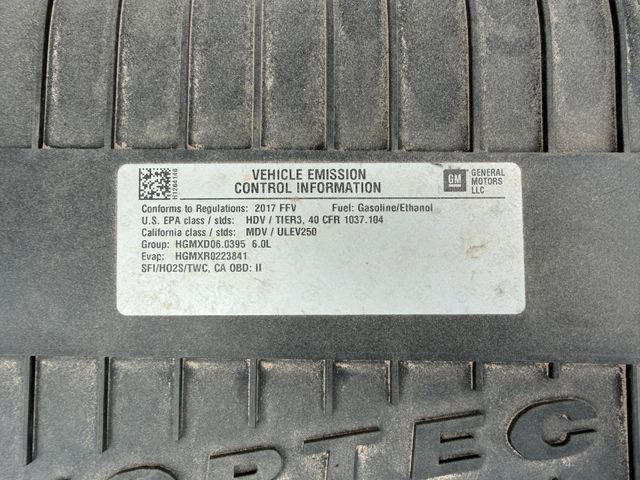 VEHICLE EMISSION
CONTROL INFORMATION
GM GENERAL MOTORS LLC
Conforms to Regulations: 2017 FFV Fuel: Gasoline/Ethanol
U.S. EPA class / stds: HDV / TIER3, 40 CFR 1037.104
California class / stds: MDV / ULEV250
Group: HGMXD06.0395 6.0L
Evap: HGMXR0223841
SFI/HO2S/TWC, CA OBD: II
ORTEC